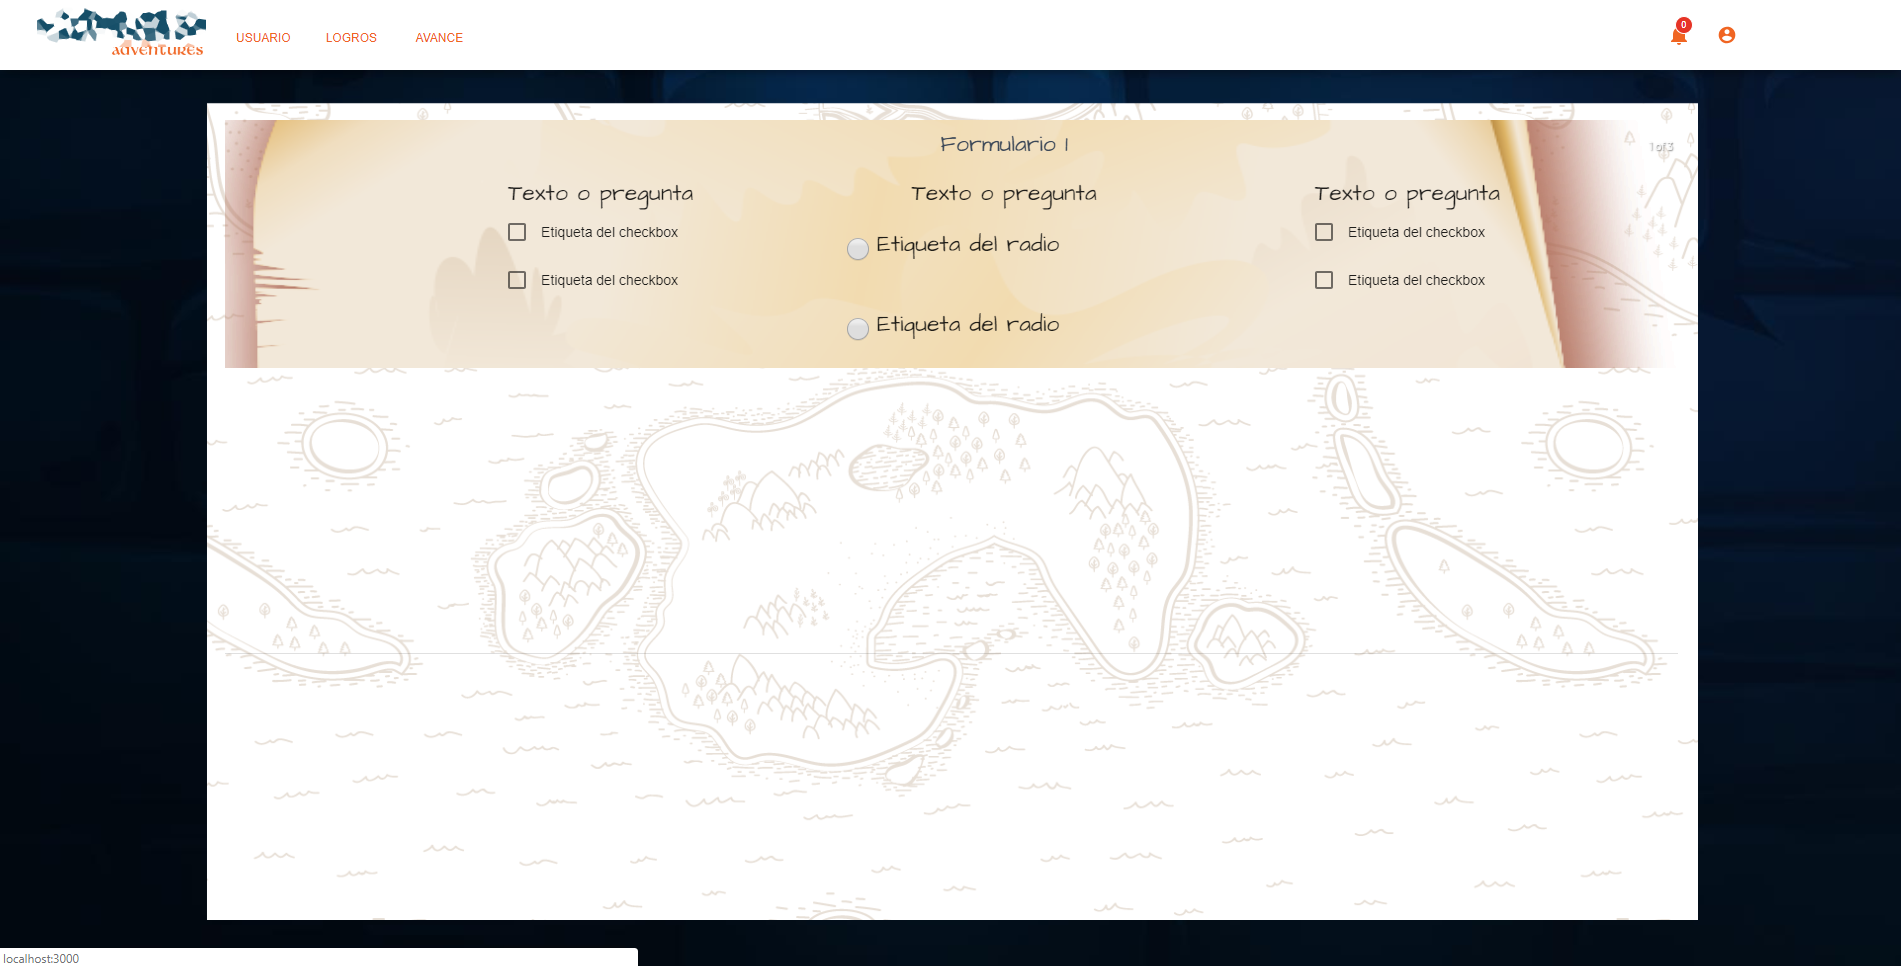 adventures
USUARIO LOGROS AVANCE
0
Formulario 1
1 of 3
Texto o pregunta
Etiqueta del checkbox
Etiqueta del checkbox
Texto o pregunta
Etiqueta del radio
Etiqueta del radio
Texto o pregunta
Etiqueta del checkbox
Etiqueta del checkbox
localhost:3000